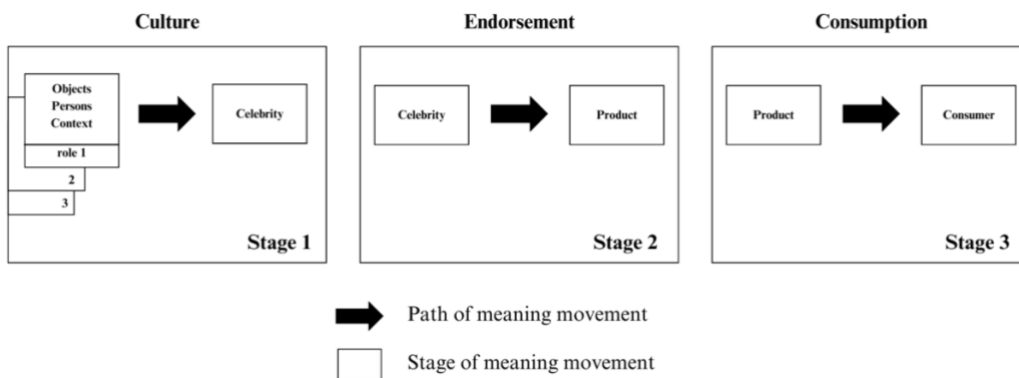 Culture
Endorsement
Consumption
Objects
Persons
Context
role 1
2
3
Celebrity
Stage 1
Celebrity
Product
Stage 2
Product
Consumer
Stage 3
Path of meaning movement
Stage of meaning movement